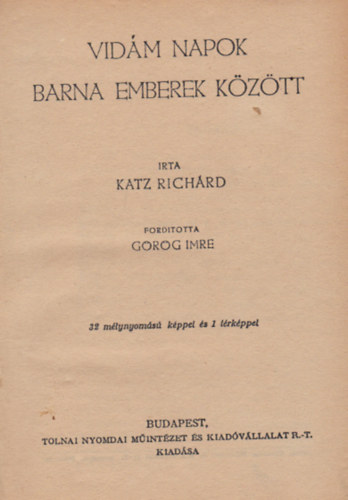 VIDÁM NAPOK
BARNA EMBEREK KÖZÖTT
IRTA
KATZ RICHÁRD
FORDITOTTA
GÖRÖG IMRE
32 mélynyomású képpel és 1 térképpel
BUDAPEST,
TOLNAI NYOMDAI MŰINTÉZET ÉS KIADÓVÁLLALAT R.-T.
KIADÁSA